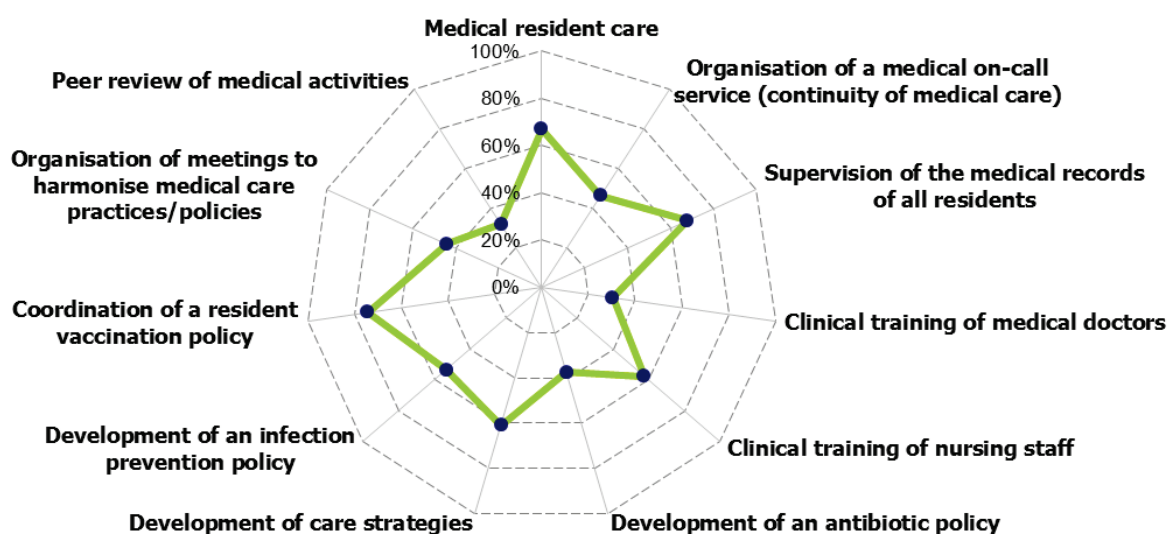 Medical resident care
100%
80%
60%
40%
20%
0%
Organisation of a medical on-call
service (continuity of medical care)
Supervision of the medical records
of all residents
Clinical training of medical doctors
Clinical training of nursing staff
Development of an antibiotic policy
Development of care strategies
Development of an infection
prevention policy
Coordination of a resident
vaccination policy
Organisation of meetings to
harmonise medical care
practices/policies
Peer review of medical activities